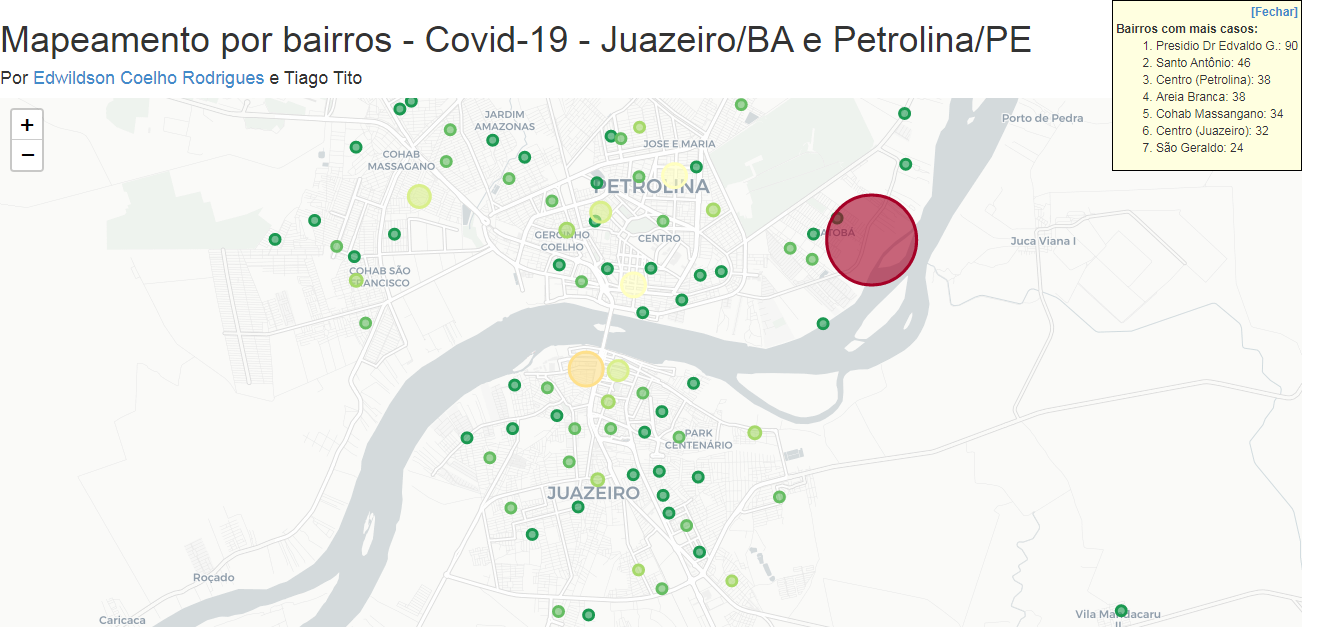 [Fechar]
Bairros com mais casos:
1. Presidio Dr Edvaldo G.: 90
2. Santo Antônio: 46
3. Centro (Petrolina): 38
4. Areia Branca: 38
5. Cohab Massangano: 34
6. Centro (Juazeiro): 32
7. São Geraldo: 24
Mapeamento por bairros - Covid-19 - Juazeiro/BA e Petrolina/PE
Por Edwildson Coelho Rodrigues e Tiago Tito
+
−
JARDIM
AMAZONAS
Porto de Pedra
JOSE E MARIA
COHAB
MASSAGANO
PETROLINA
GERCINHO
COELHO
CENTRO
Juca Viana I
COHAB SÃO
FRANCISCO
PARK
CENTENÁRIO
JUAZEIRO
Roçado
Vila Mandacaru
II
Caricaca